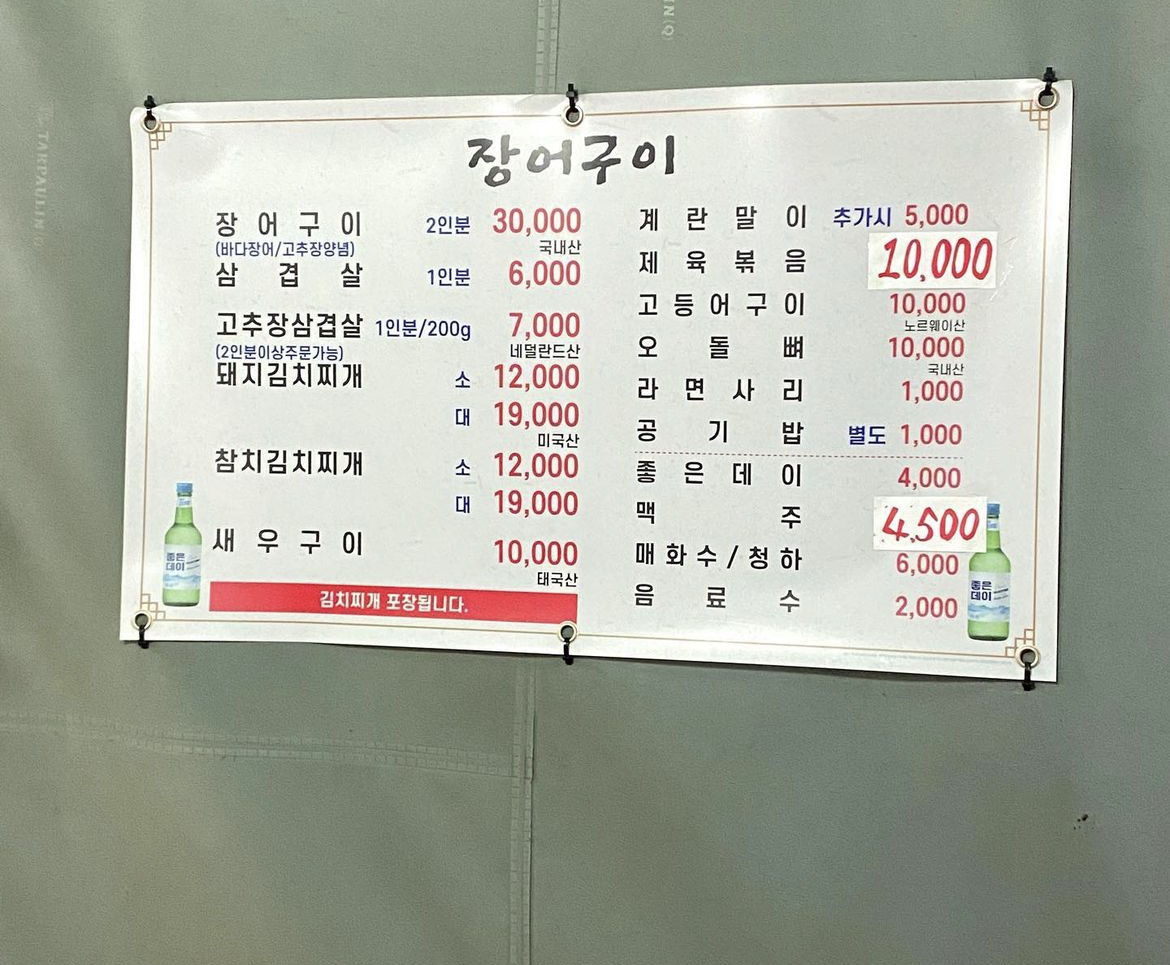 장어구이
장어구이 2인분 30,000
(바다장어/고추장양념) 국내산
삼겹살 1인분 6,000
고추장삼겹살 1인분/200g 7,000
(2인분이상주문가능) 네덜란드산
돼지김치찌개 소 12,000
대 19,000
미국산
참치김치찌개 소 12,000
대 19,000
새우구이 10,000
태국산
김치찌개 포장됩니다.
계란말이 추가시 5,000
제육볶음 10,000
고등어구이 10,000
노르웨이산
오돌뼈 10,000
국내산
라면사리 1,000
공기밥 별도 1,000
좋은데이 4,000
맥주 4,500
매화수/청하 6,000
음료수 2,000
좋은
데이
좋은
데이
TARPAULIN